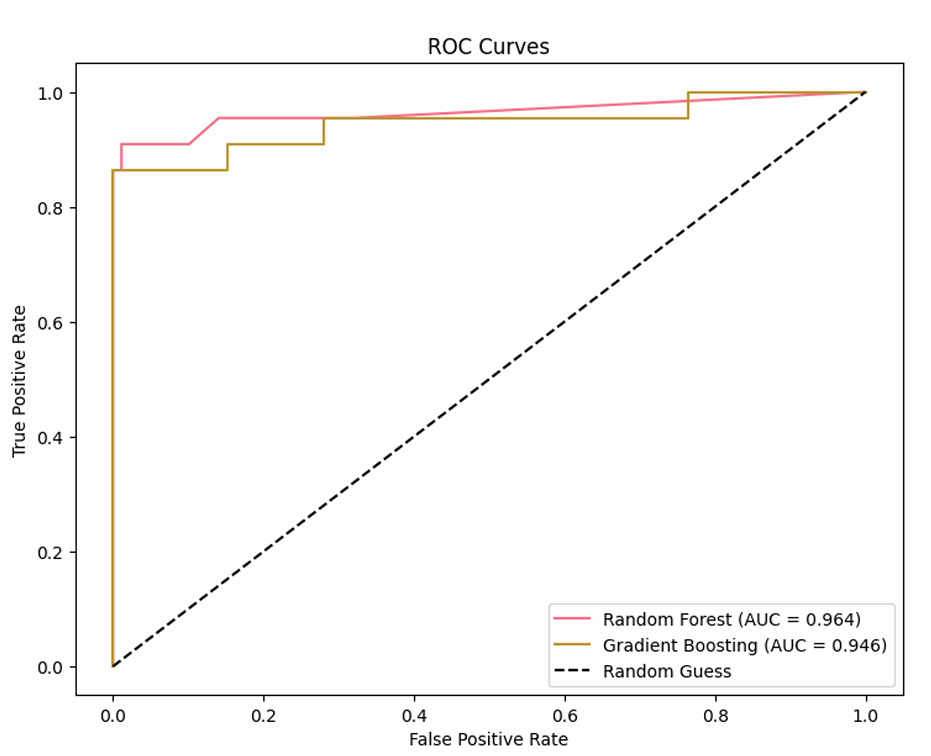 ROC Curves
True Positive Rate
1.0
0.8
0.6
0.4
0.2
0.0
Random Forest (AUC = 0.964)
Gradient Boosting (AUC = 0.946)
Random Guess
0.0 0.2 0.4 0.6 0.8 1.0
False Positive Rate